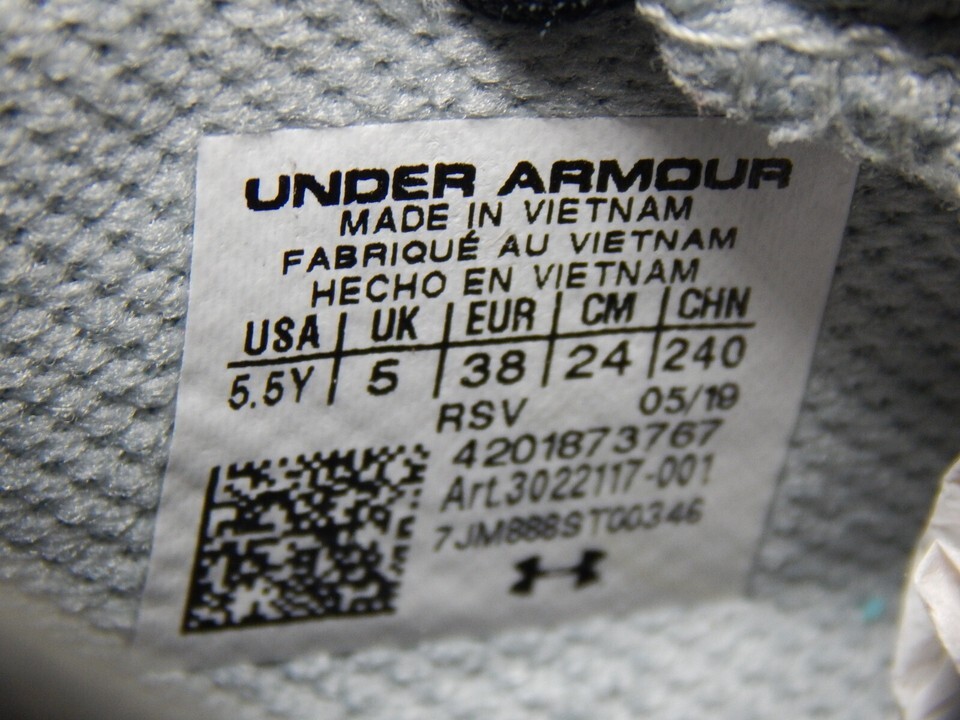 UNDER ARMOUR
MADE IN VIETNAM
FABRIQUÉ AU VIETNAM
HECHO EN VIETNAM
USA | UK | EUR | CM | CHN
5.5Y | 5 | 38 | 24 | 240
RSV 05/19
4201873767
Art.3022117-001
7JM888ST00346